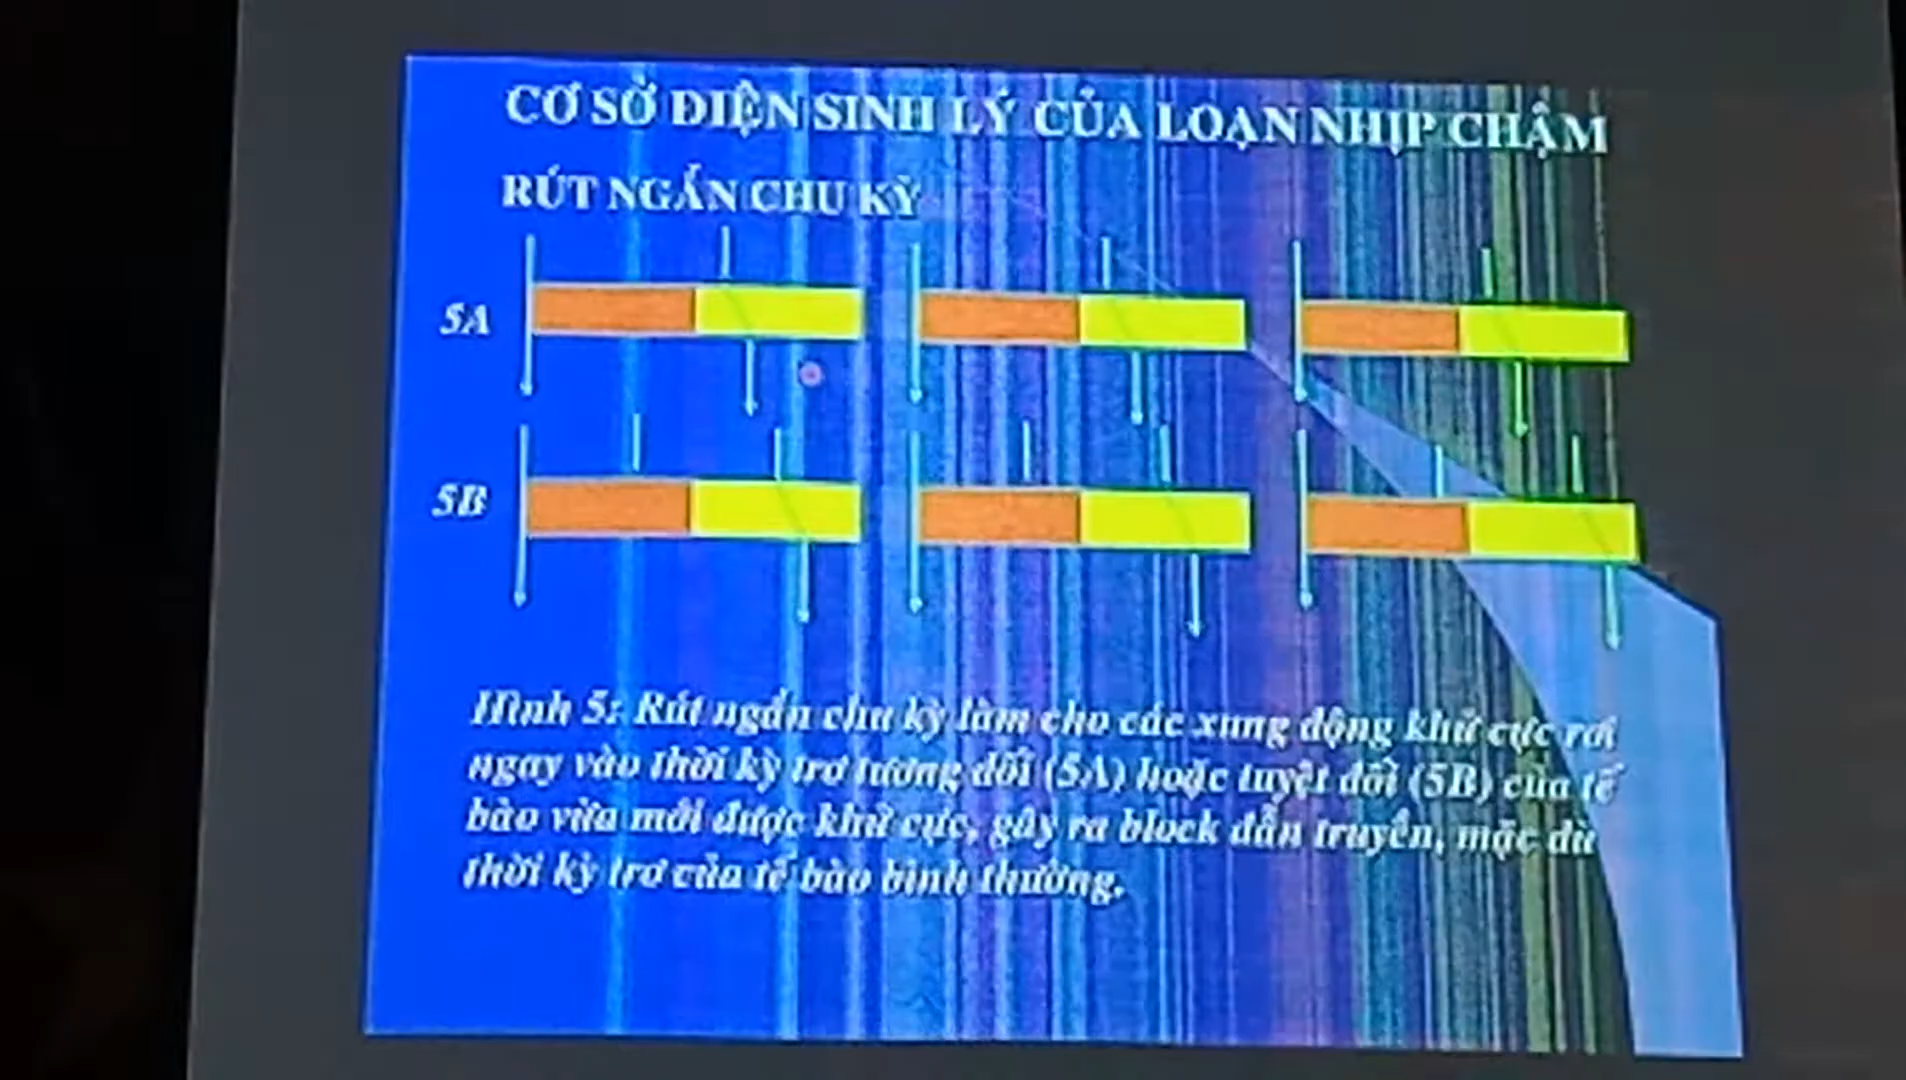 CƠ SỞ ĐIỆN SINH LÝ CỦA LOẠN NHỊP CHẬM
RÚT NGẮN CHU KỲ
5A
5B
Hình 5: Rút ngắn chu kỳ làm cho các xung động khử cực rơi
ngay vào thời kỳ trơ tương đối (5A) hoặc tuyệt đối (5B) của tế
bào vừa mới được khử cực, gây ra block dẫn truyền, mặc dù
thời kỳ trơ của tế bào bình thường.